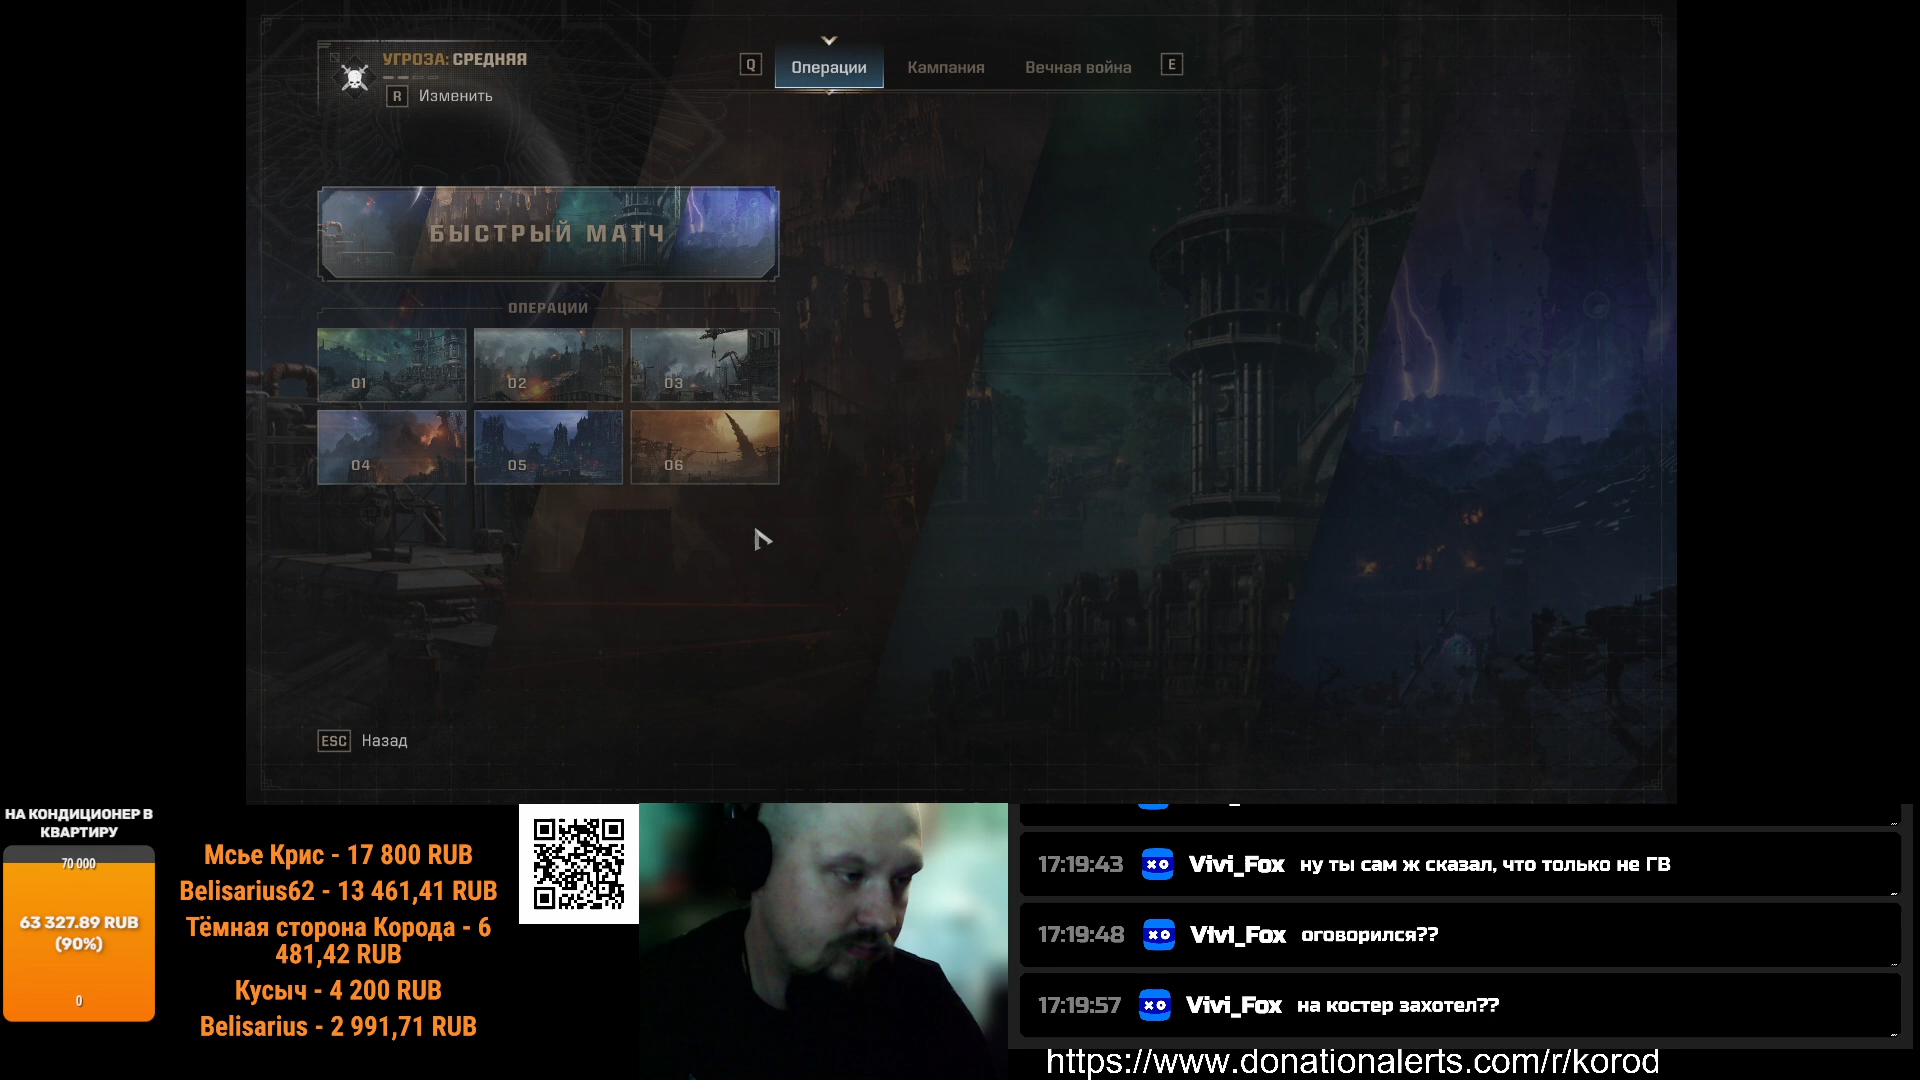 УГРОЗА: СРЕДНЯЯ
R Изменить
Q Операции Кампания Вечная война E
БЫСТРЫЙ МАТЧ
ОПЕРАЦИИ
01 02 03
04 05 06
ESC Назад
НА КОНДИЦИОНЕР В
КВАРТИРУ
70 000
63 327.89 RUB
(90%)
0
Мсье Крис - 17 800 RUB
Belisarius62 - 13 461,41 RUB
Тёмная сторона Корода - 6
481,42 RUB
Кусыч - 4 200 RUB
Belisarius - 2 991,71 RUB
17:19:43 Vivi_Fox ну ты сам ж сказал, что только не ГВ
17:19:48 Vivi_Fox оговорился??
17:19:57 Vivi_Fox на костер захотел??
https://www.donationalerts.com/r/korod